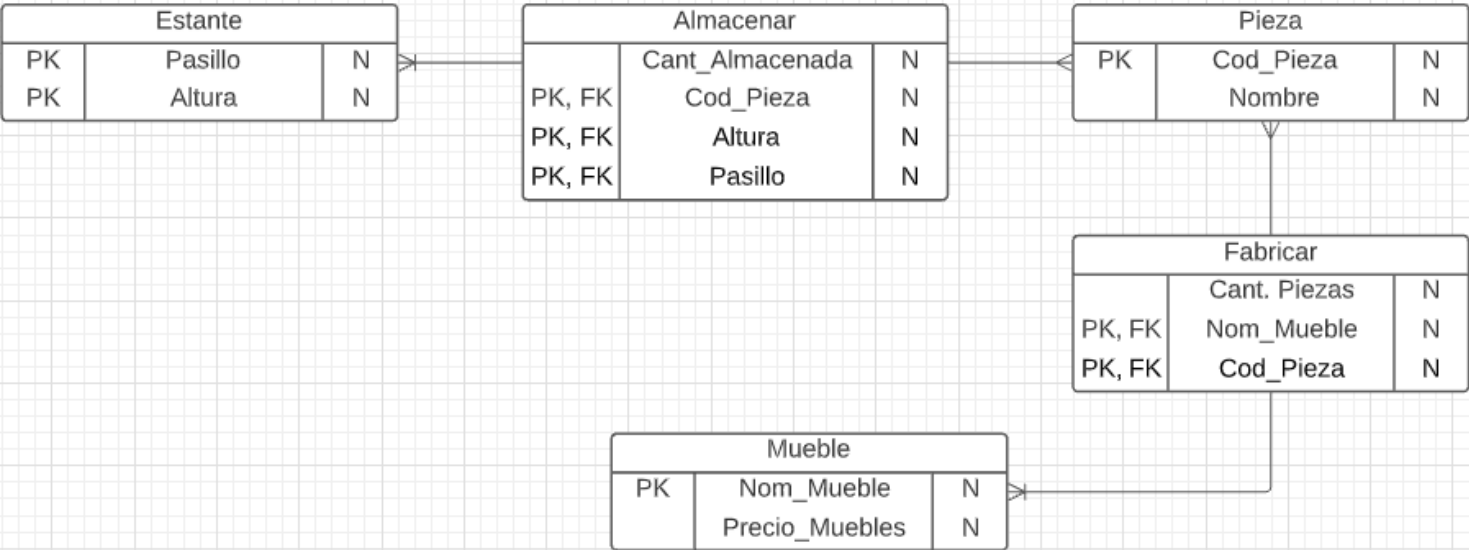 Estante
PK Pasillo N
PK Altura N
Almacenar
Cant_Almacenada N
PK, FK Cod_Pieza N
PK, FK Altura N
PK, FK Pasillo N
Pieza
PK Cod_Pieza N
Nombre N
Fabricar
Cant. Piezas N
PK, FK Nom_Mueble N
PK, FK Cod_Pieza N
Mueble
PK Nom_Mueble N
Precio_Muebles N